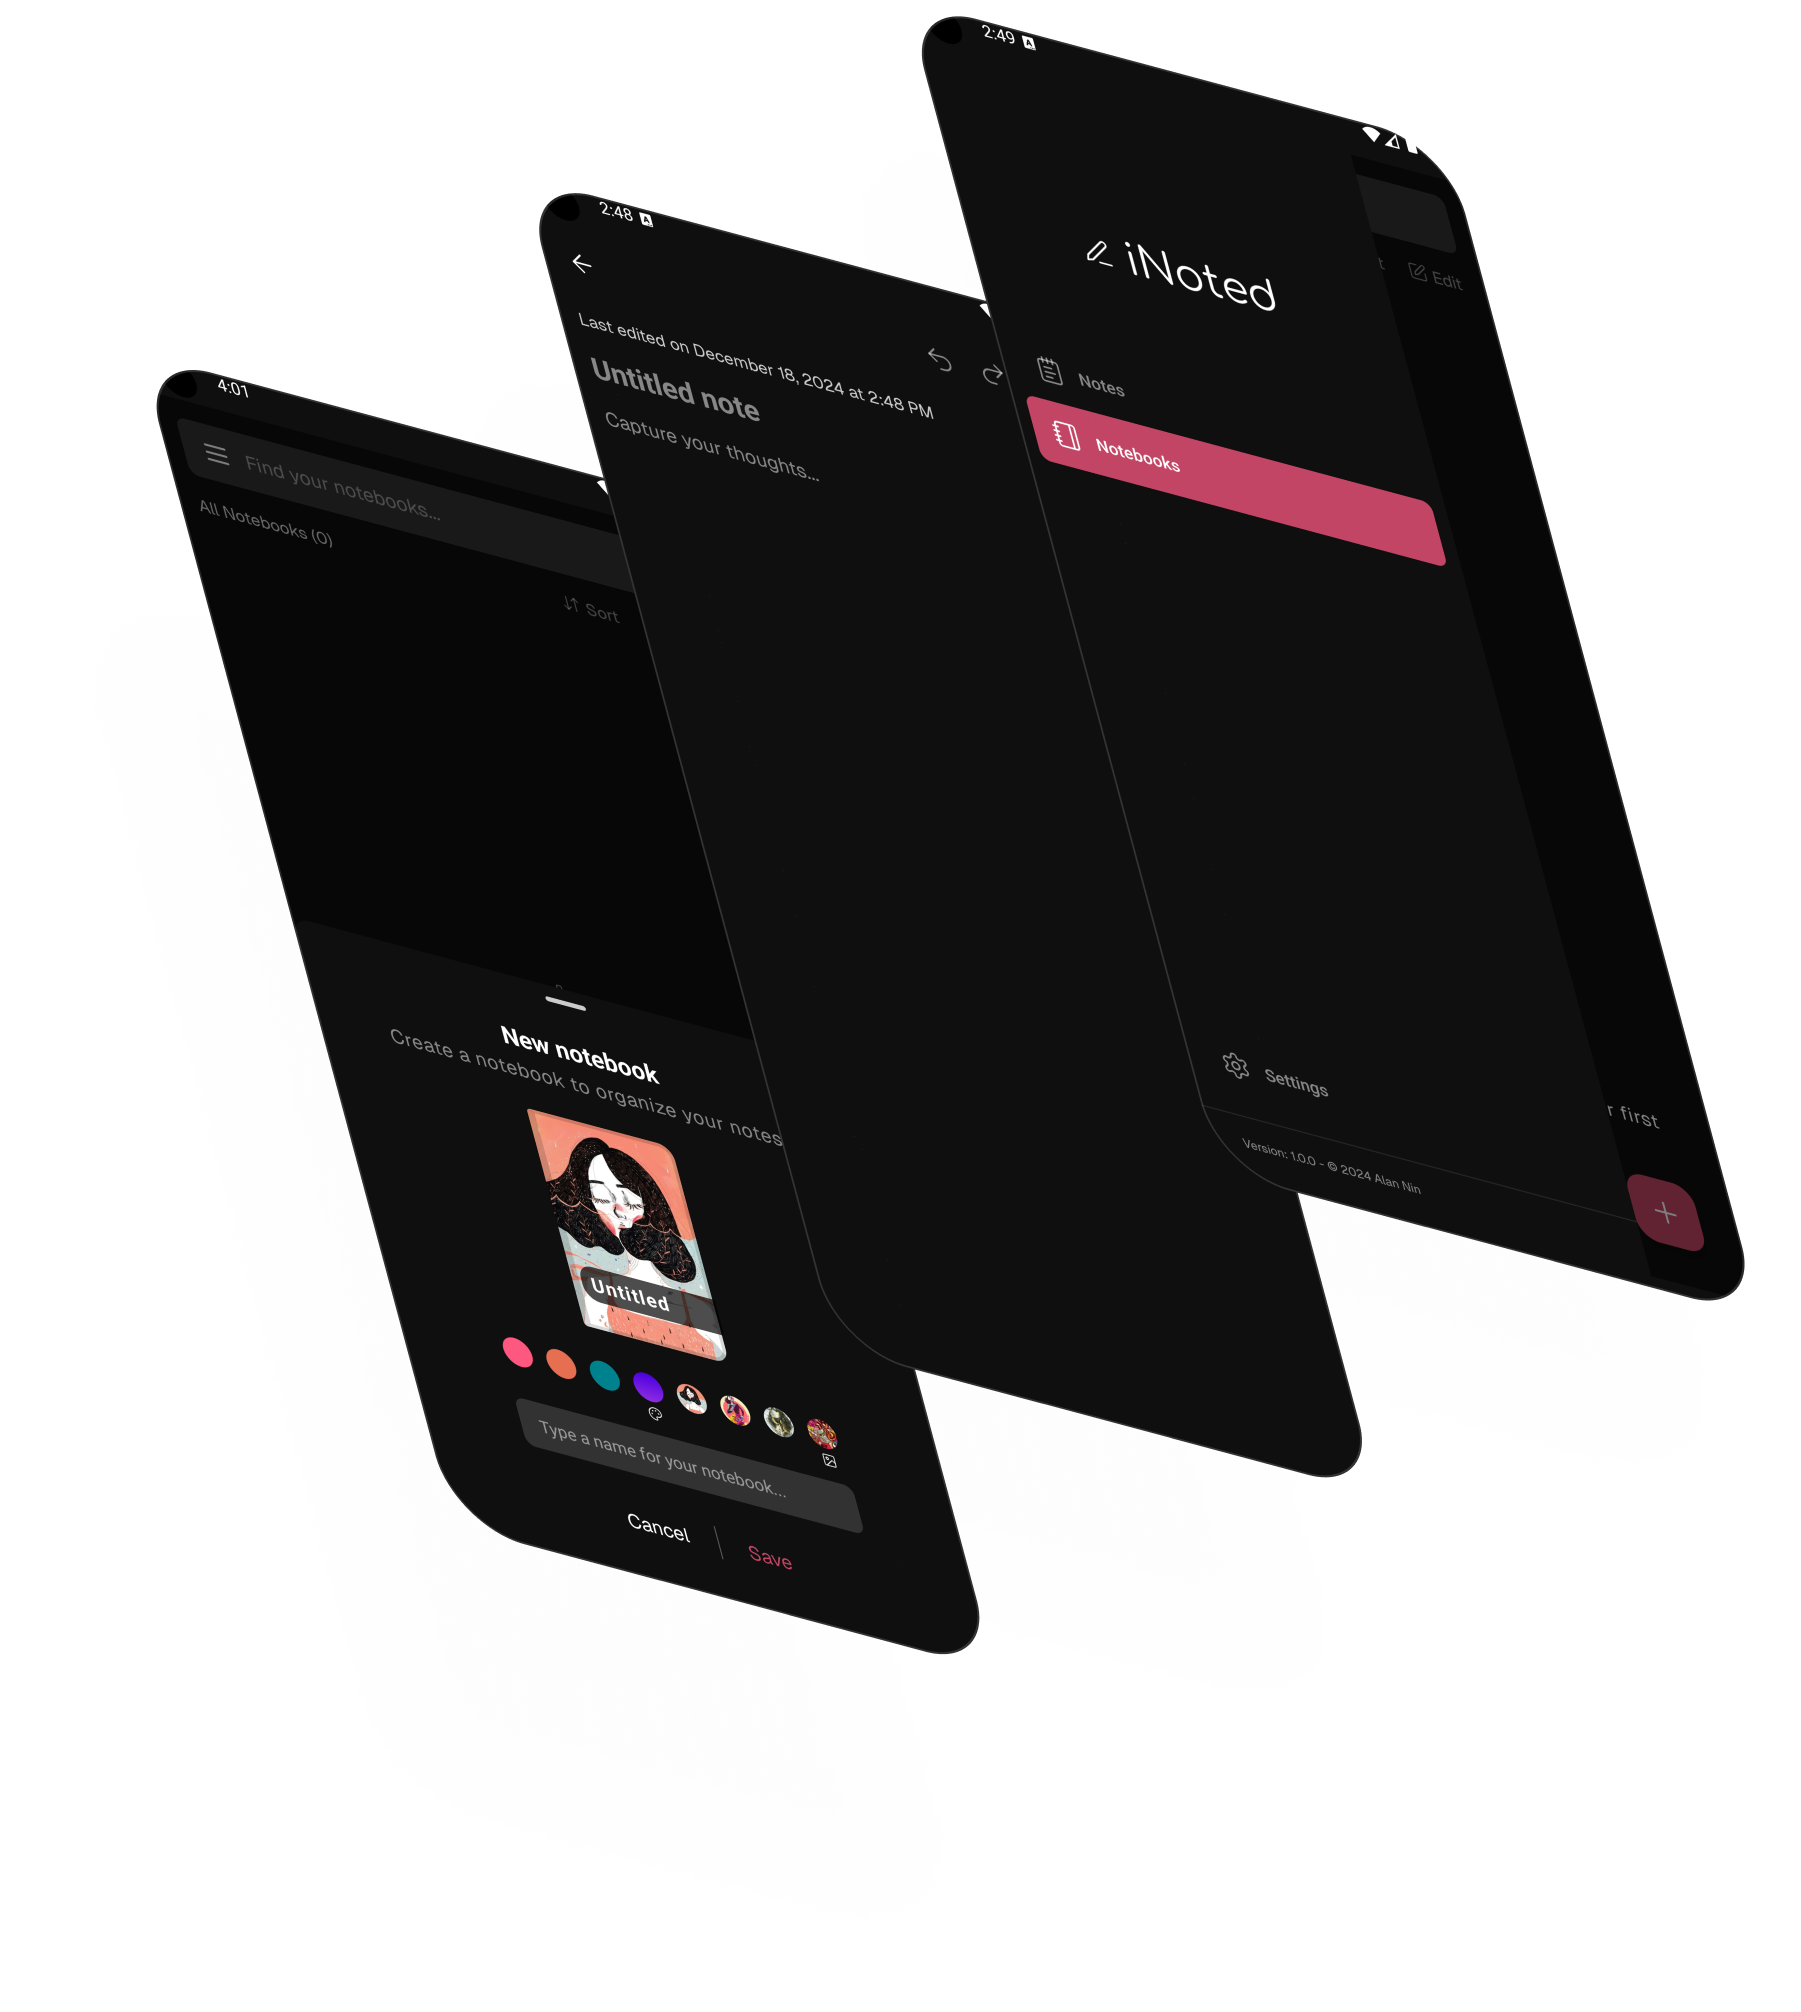 4:01
Find your notebooks...
All Notebooks (0)
Sort
New notebook
Create a notebook to organize your notes
Untitled
Type a name for your notebook...
Cancel
Save
2:48
Last edited on December 18, 2024 at 2:48 PM
Untitled note
Capture your thoughts...
2:49
iNoted
Edit
Notes
Notebooks
Settings
first
Version: 1.0.0 - © 2024 Alan Nin